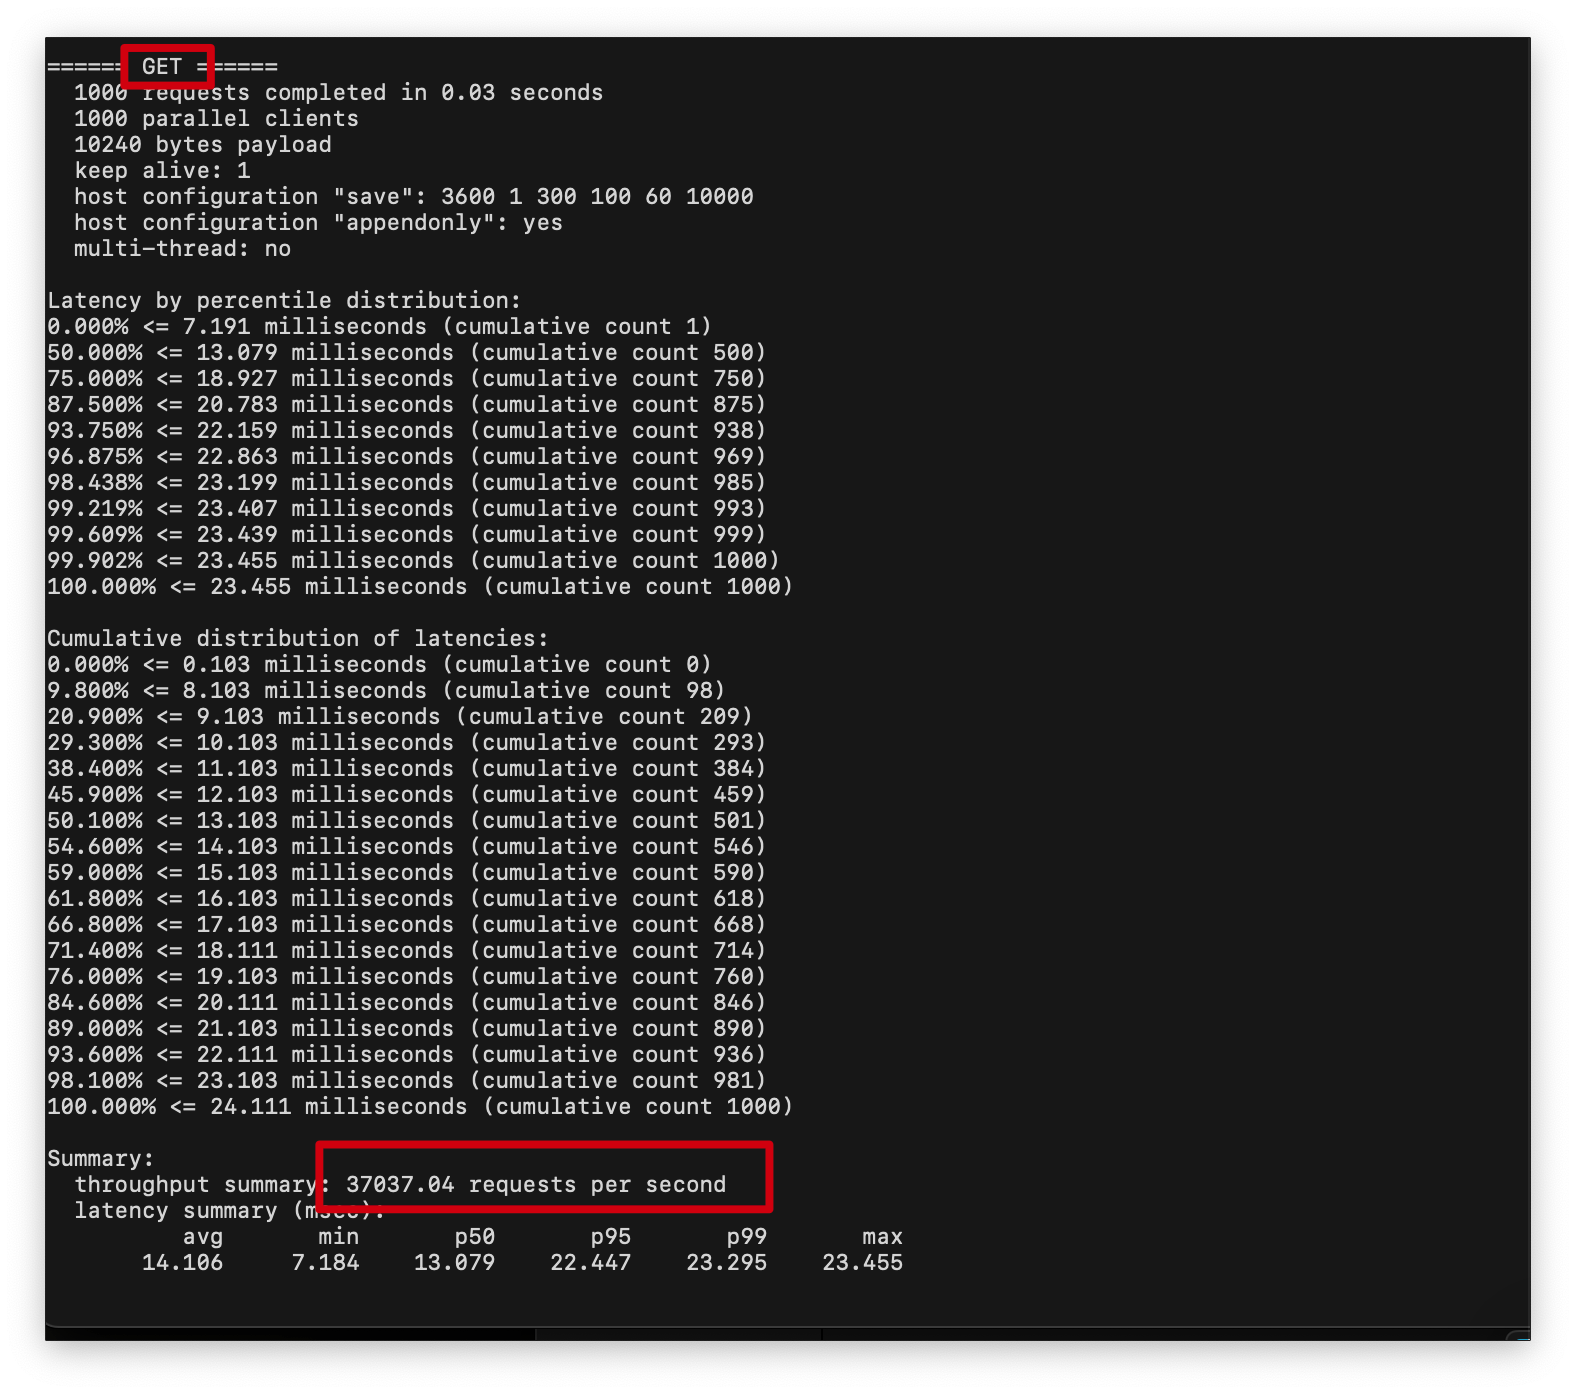 ====== GET ======
  1000 requests completed in 0.03 seconds
  1000 parallel clients
  10240 bytes payload
  keep alive: 1
  host configuration "save": 3600 1 300 100 60 10000
  host configuration "appendonly": yes
  multi-thread: no

Latency by percentile distribution:
0.000% <= 7.191 milliseconds (cumulative count 1)
50.000% <= 13.079 milliseconds (cumulative count 500)
75.000% <= 18.927 milliseconds (cumulative count 750)
87.500% <= 20.783 milliseconds (cumulative count 875)
93.750% <= 22.159 milliseconds (cumulative count 938)
96.875% <= 22.863 milliseconds (cumulative count 969)
98.438% <= 23.199 milliseconds (cumulative count 985)
99.219% <= 23.407 milliseconds (cumulative count 993)
99.609% <= 23.439 milliseconds (cumulative count 999)
99.902% <= 23.455 milliseconds (cumulative count 1000)
100.000% <= 23.455 milliseconds (cumulative count 1000)

Cumulative distribution of latencies:
0.000% <= 0.103 milliseconds (cumulative count 0)
9.800% <= 8.103 milliseconds (cumulative count 98)
20.900% <= 9.103 milliseconds (cumulative count 209)
29.300% <= 10.103 milliseconds (cumulative count 293)
38.400% <= 11.103 milliseconds (cumulative count 384)
45.900% <= 12.103 milliseconds (cumulative count 459)
50.100% <= 13.103 milliseconds (cumulative count 501)
54.600% <= 14.103 milliseconds (cumulative count 546)
59.000% <= 15.103 milliseconds (cumulative count 590)
61.800% <= 16.103 milliseconds (cumulative count 618)
66.800% <= 17.103 milliseconds (cumulative count 668)
71.400% <= 18.111 milliseconds (cumulative count 714)
76.000% <= 19.103 milliseconds (cumulative count 760)
84.600% <= 20.111 milliseconds (cumulative count 846)
89.000% <= 21.103 milliseconds (cumulative count 890)
93.600% <= 22.111 milliseconds (cumulative count 936)
98.100% <= 23.103 milliseconds (cumulative count 981)
100.000% <= 24.111 milliseconds (cumulative count 1000)

Summary:
  throughput summary: 37037.04 requests per second
  latency summary (msec):
          avg       min       p50       p95       p99       max
       14.106     7.184    13.079    22.447    23.295    23.455